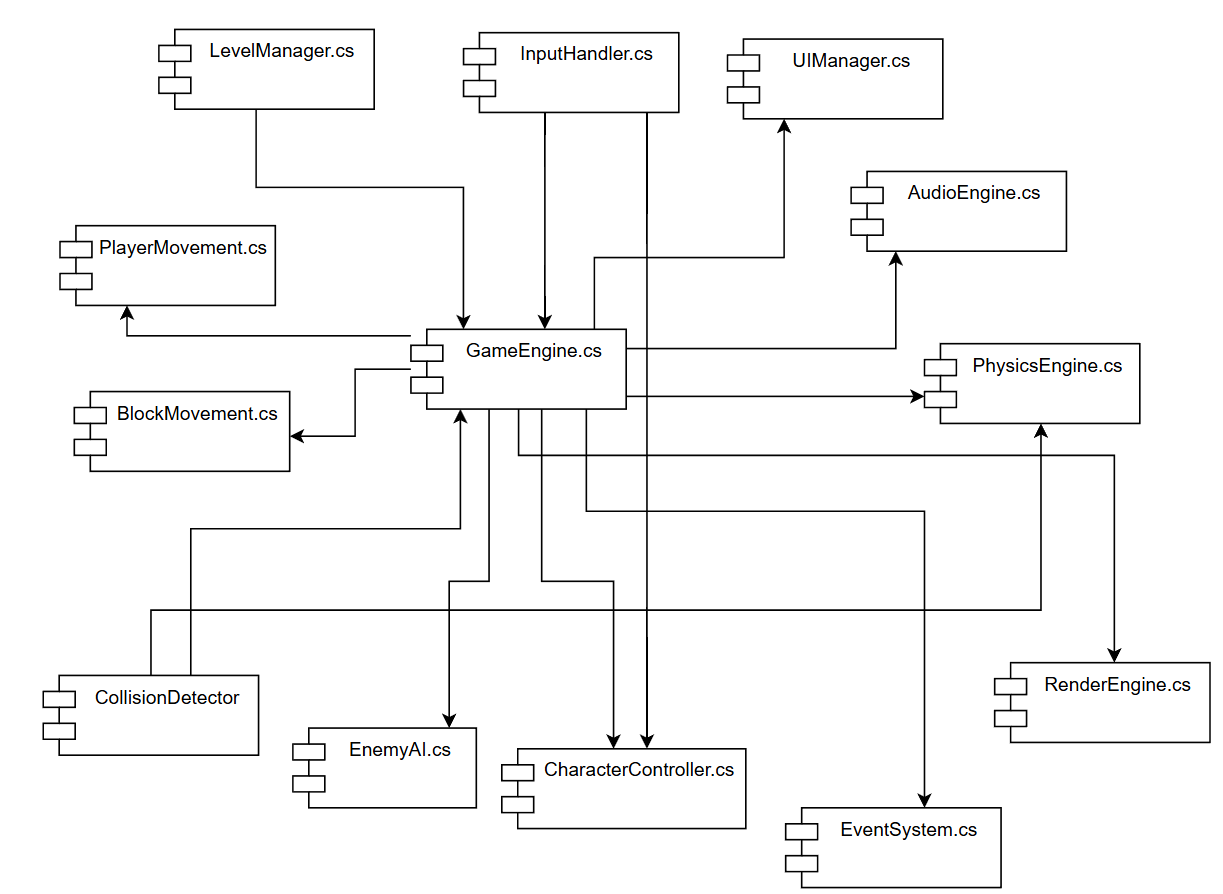 LevelManager.cs
InputHandler.cs
UIManager.cs
AudioEngine.cs
PlayerMovement.cs
GameEngine.cs
PhysicsEngine.cs
BlockMovement.cs
CollisionDetector
RenderEngine.cs
EnemyAI.cs
CharacterController.cs
EventSystem.cs